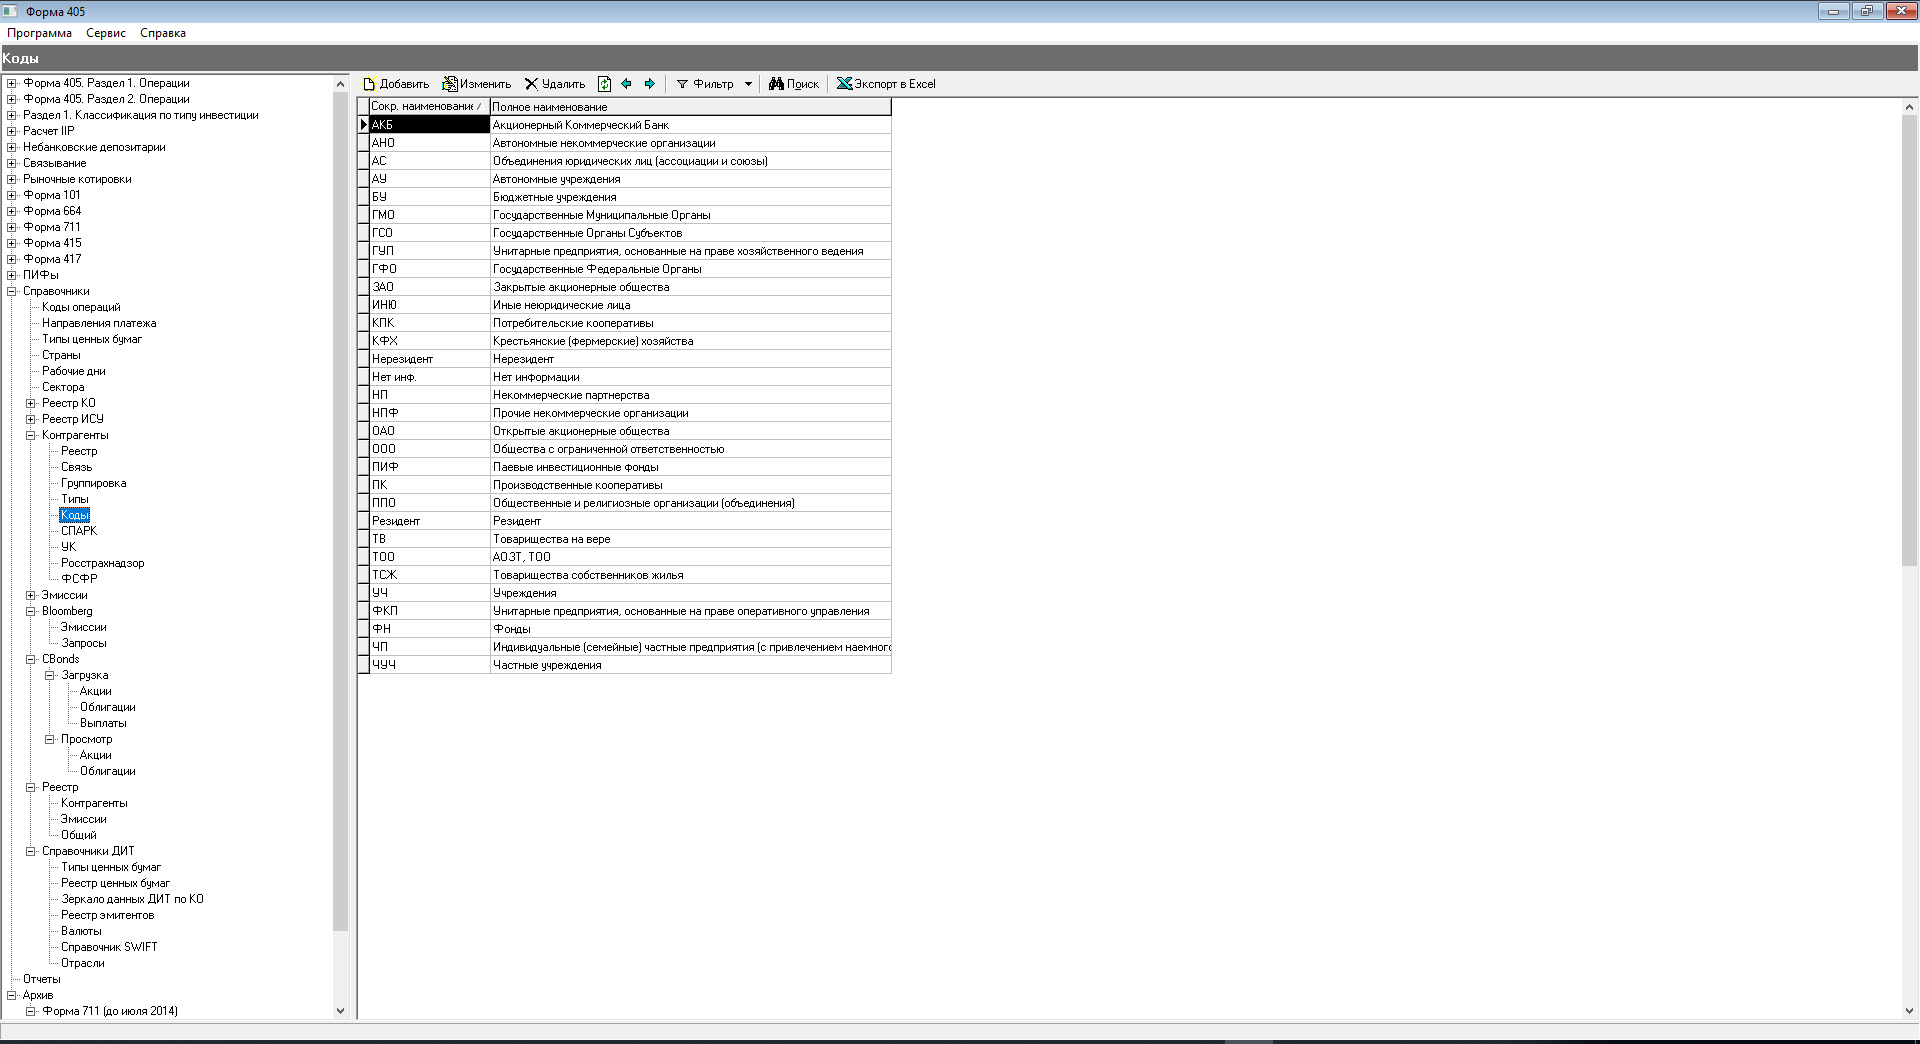 Форма 405
Программа Сервис Справка
Коды
Форма 405. Раздел 1. Операции
Форма 405. Раздел 2. Операции
Раздел 1. Классификация по типу инвестиции
Расчет IIP
Небанковские депозитарии
Связывание
Рыночные котировки
Форма 101
Форма 664
Форма 711
Форма 415
Форма 417
ПИФы
Справочники
Коды операций
Направления платежа
Типы ценных бумаг
Страны
Рабочие дни
Сектора
Реестр КО
Реестр ИСУ
Контрагенты
Реестр
Связь
Группировка
Типы
Коды
СПАРК
УК
Росстрахнадзор
ФСФР
Эмиссии
Bloomberg
Эмиссии
Запросы
CBonds
Загрузка
Акции
Облигации
Выплаты
Просмотр
Акции
Облигации
Реестр
Контрагенты
Эмиссии
Общий
Справочники ДИТ
Типы ценных бумаг
Реестр ценных бумаг
Зеркало данных ДИТ по КО
Реестр эмитентов
Валюты
Справочник SWIFT
Отрасли
Отчеты
Архив
Форма 711 (до июля 2014)
Добавить Изменить Удалить Фильтр Поиск Экспорт в Excel
Сокр. наименование Полное наименование
АКБ Акционерный Коммерческий Банк
АНО Автономные некоммерческие организации
АС Объединения юридических лиц (ассоциации и союзы)
АУ Автономные учреждения
БУ Бюджетные учреждения
ГМО Государственные Муниципальные Органы
ГСО Государственные Органы Субъектов
ГУП Унитарные предприятия, основанные на праве хозяйственного ведения
ГФО Государственные Федеральные Органы
ЗАО Закрытые акционерные общества
ИНЮ Иные неюридические лица
КПК Потребительские кооперативы
КФХ Крестьянские (фермерские) хозяйства
Нерезидент Нерезидент
Нет инф. Нет информации
НП Некоммерческие партнерства
НПФ Прочие некоммерческие организации
ОАО Открытые акционерные общества
ООО Общества с ограниченной ответственностью
ПИФ Паевые инвестиционные фонды
ПК Производственные кооперативы
ППО Общественные и религиозные организации (объединения)
Резидент Резидент
ТВ Товарищества на вере
ТОО АОЗТ, ТОО
ТСЖ Товарищества собственников жилья
УЧ Учреждения
ФКП Унитарные предприятия, основанные на праве оперативного управления
ФН Фонды
ЧП Индивидуальные (семейные) частные предприятия (с привлечением наемного
ЧУЧ Частные учреждения